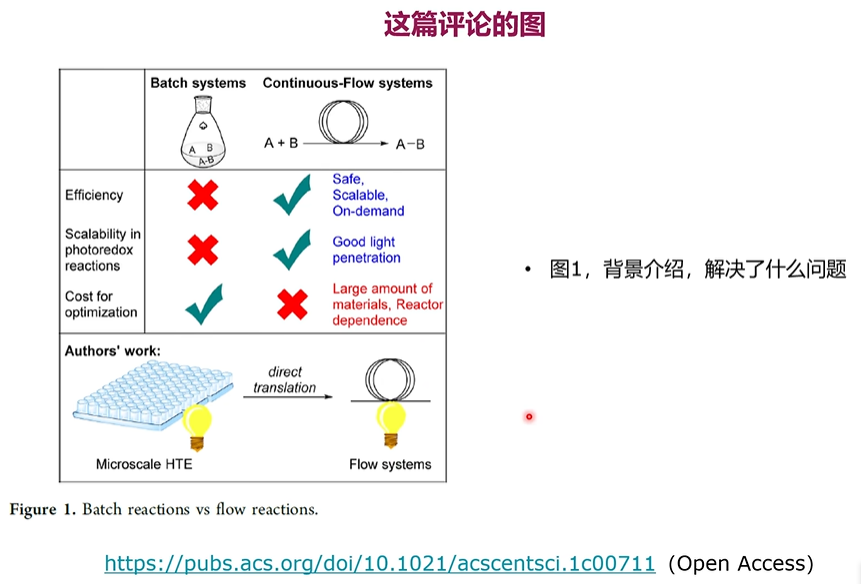 这篇评论的图
Batch systems
Continuous-Flow systems
A B
A-B
A + B
A−B
Efficiency
Safe,
Scalable,
On-demand
Scalability in
photoredox
reactions
Good light
penetration
Cost for
optimization
Large amount of
materials, Reactor
dependence
Authors' work:
direct
translation
Microscale HTE
Flow systems
• 图1，背景介绍，解决了什么问题
Figure 1. Batch reactions vs flow reactions.
https://pubs.acs.org/doi/10.1021/acscentsci.1c00711 (Open Access)